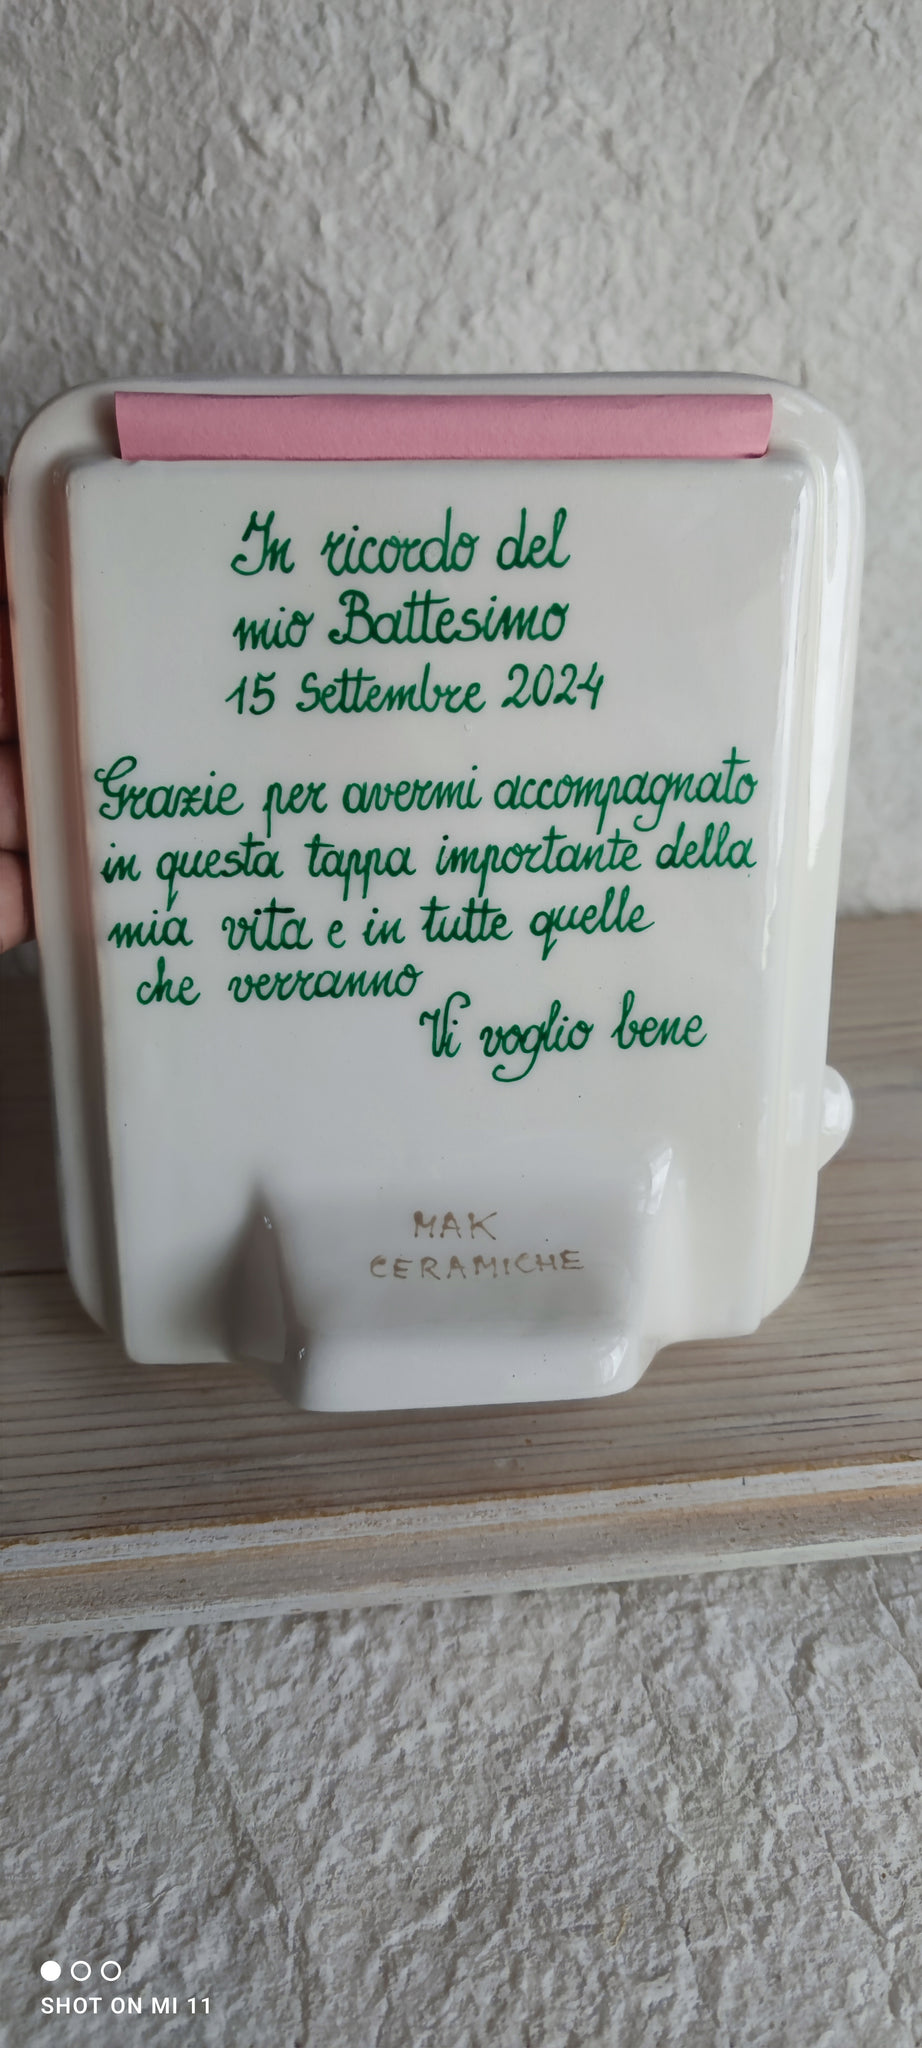 In ricordo del
mio Battesimo
15 Settembre 2024
Grazie per avermi accompagnato
in questa tappa importante della
mia vita e in tutte quelle
che verranno
Vi voglio bene
MAK
CERAMICHE
SHOT ON MI 11